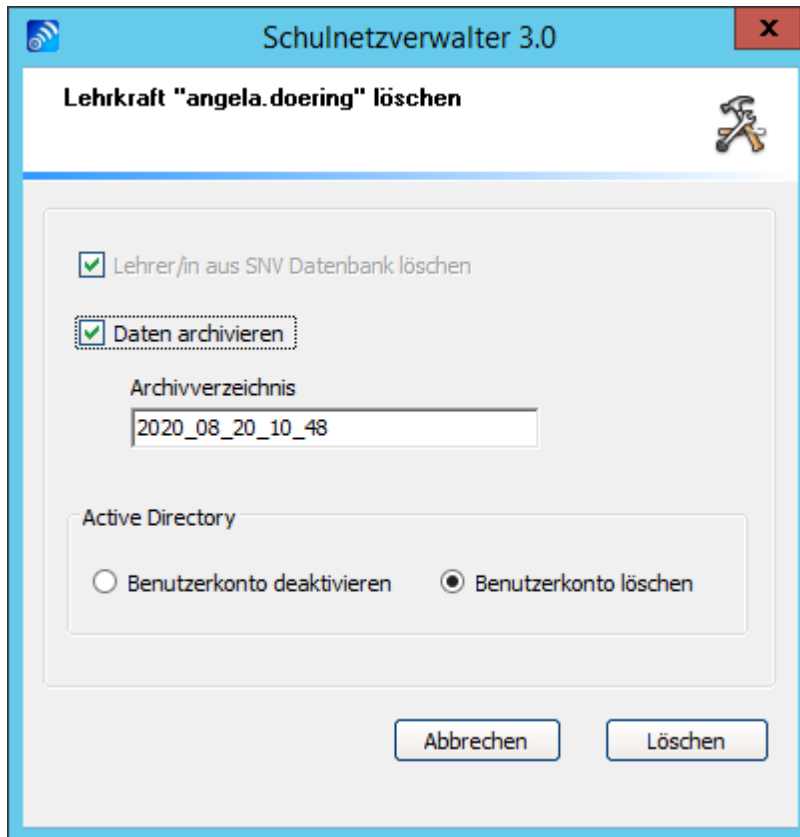 Schulnetzverwalter 3.0
x
Lehrkraft "angela.doering" löschen
Lehrer/in aus SNV Datenbank löschen
Daten archivieren
Archivverzeichnis
2020_08_20_10_48
Active Directory
Benutzerkonto deaktivieren Benutzerkonto löschen
Abbrechen Löschen